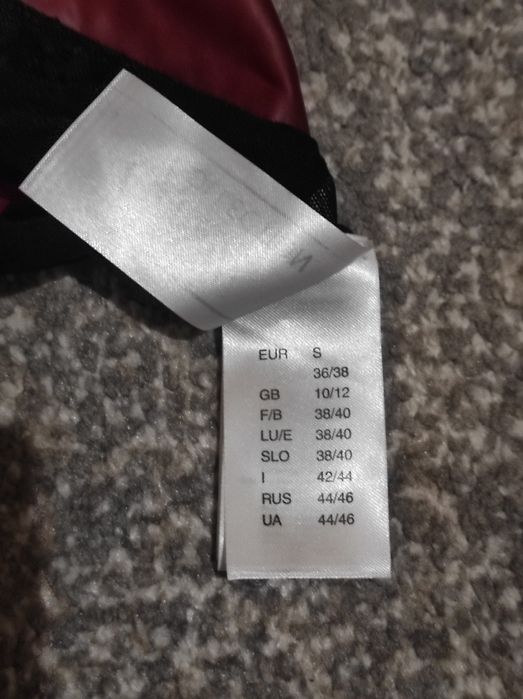 EUR S
36/38
GB 10/12
F/B 38/40
LU/E 38/40
SLO 38/40
I 42/44
RUS 44/46
UA 44/46